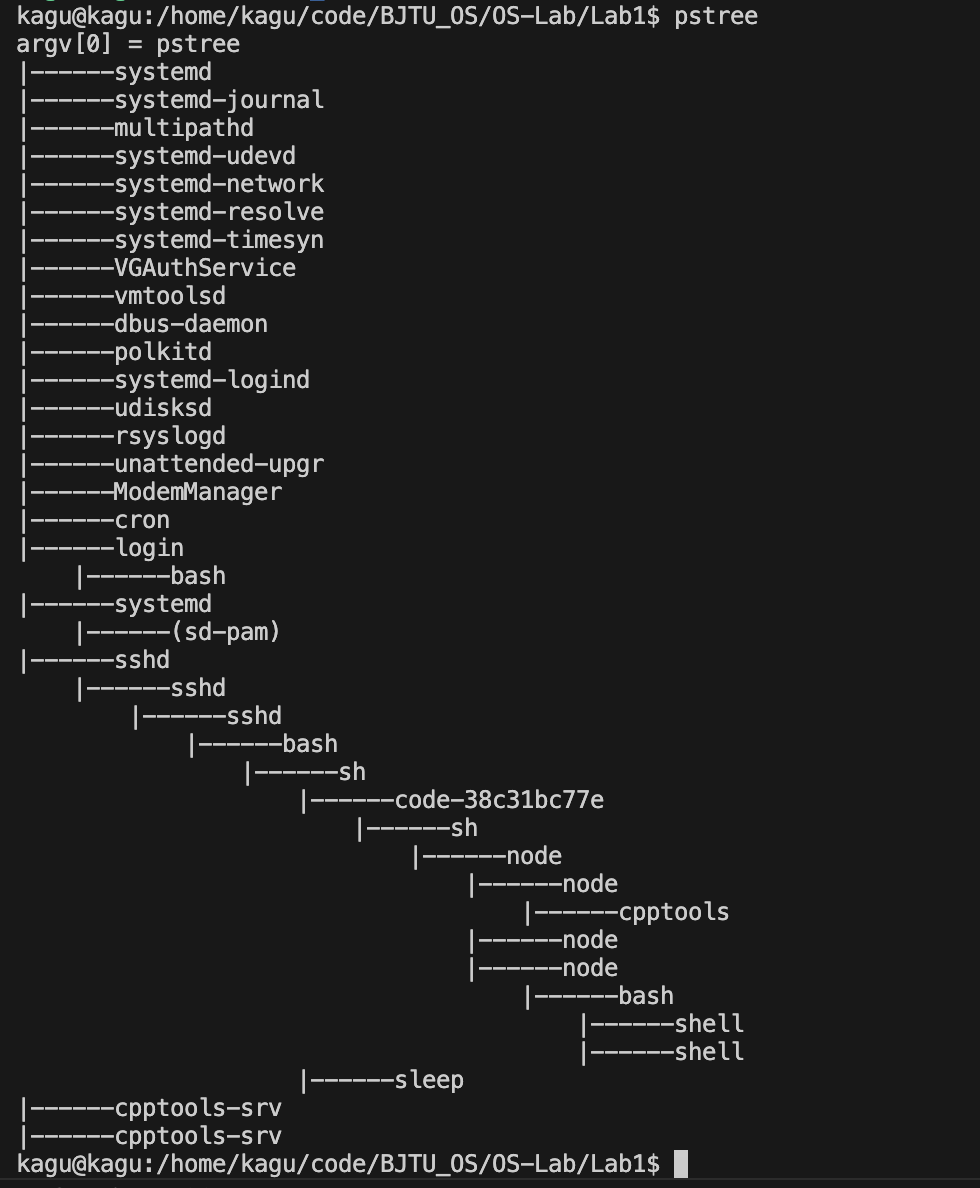 kagu@kagu:/home/kagu/code/BJTU_OS/OS-Lab/Lab1$ pstree
argv[0] = pstree
|------systemd
|------systemd-journal
|------multipathd
|------systemd-udevd
|------systemd-network
|------systemd-resolve
|------systemd-timesyn
|------VGAuthService
|------vmtoolsd
|------dbus-daemon
|------polkitd
|------systemd-logind
|------udisksd
|------rsyslogd
|------unattended-upgr
|------ModemManager
|------cron
|------login
    |------bash
|------systemd
    |------(sd-pam)
|------sshd
    |------sshd
        |------sshd
            |------bash
                |------sh
                    |------code-38c31bc77e
                        |------sh
                            |------node
                                |------node
                                    |------cpptools
                                |------node
                                |------node
                                    |------bash
                                        |------shell
                                        |------shell
                    |------sleep
|------cpptools-srv
|------cpptools-srv
kagu@kagu:/home/kagu/code/BJTU_OS/OS-Lab/Lab1$